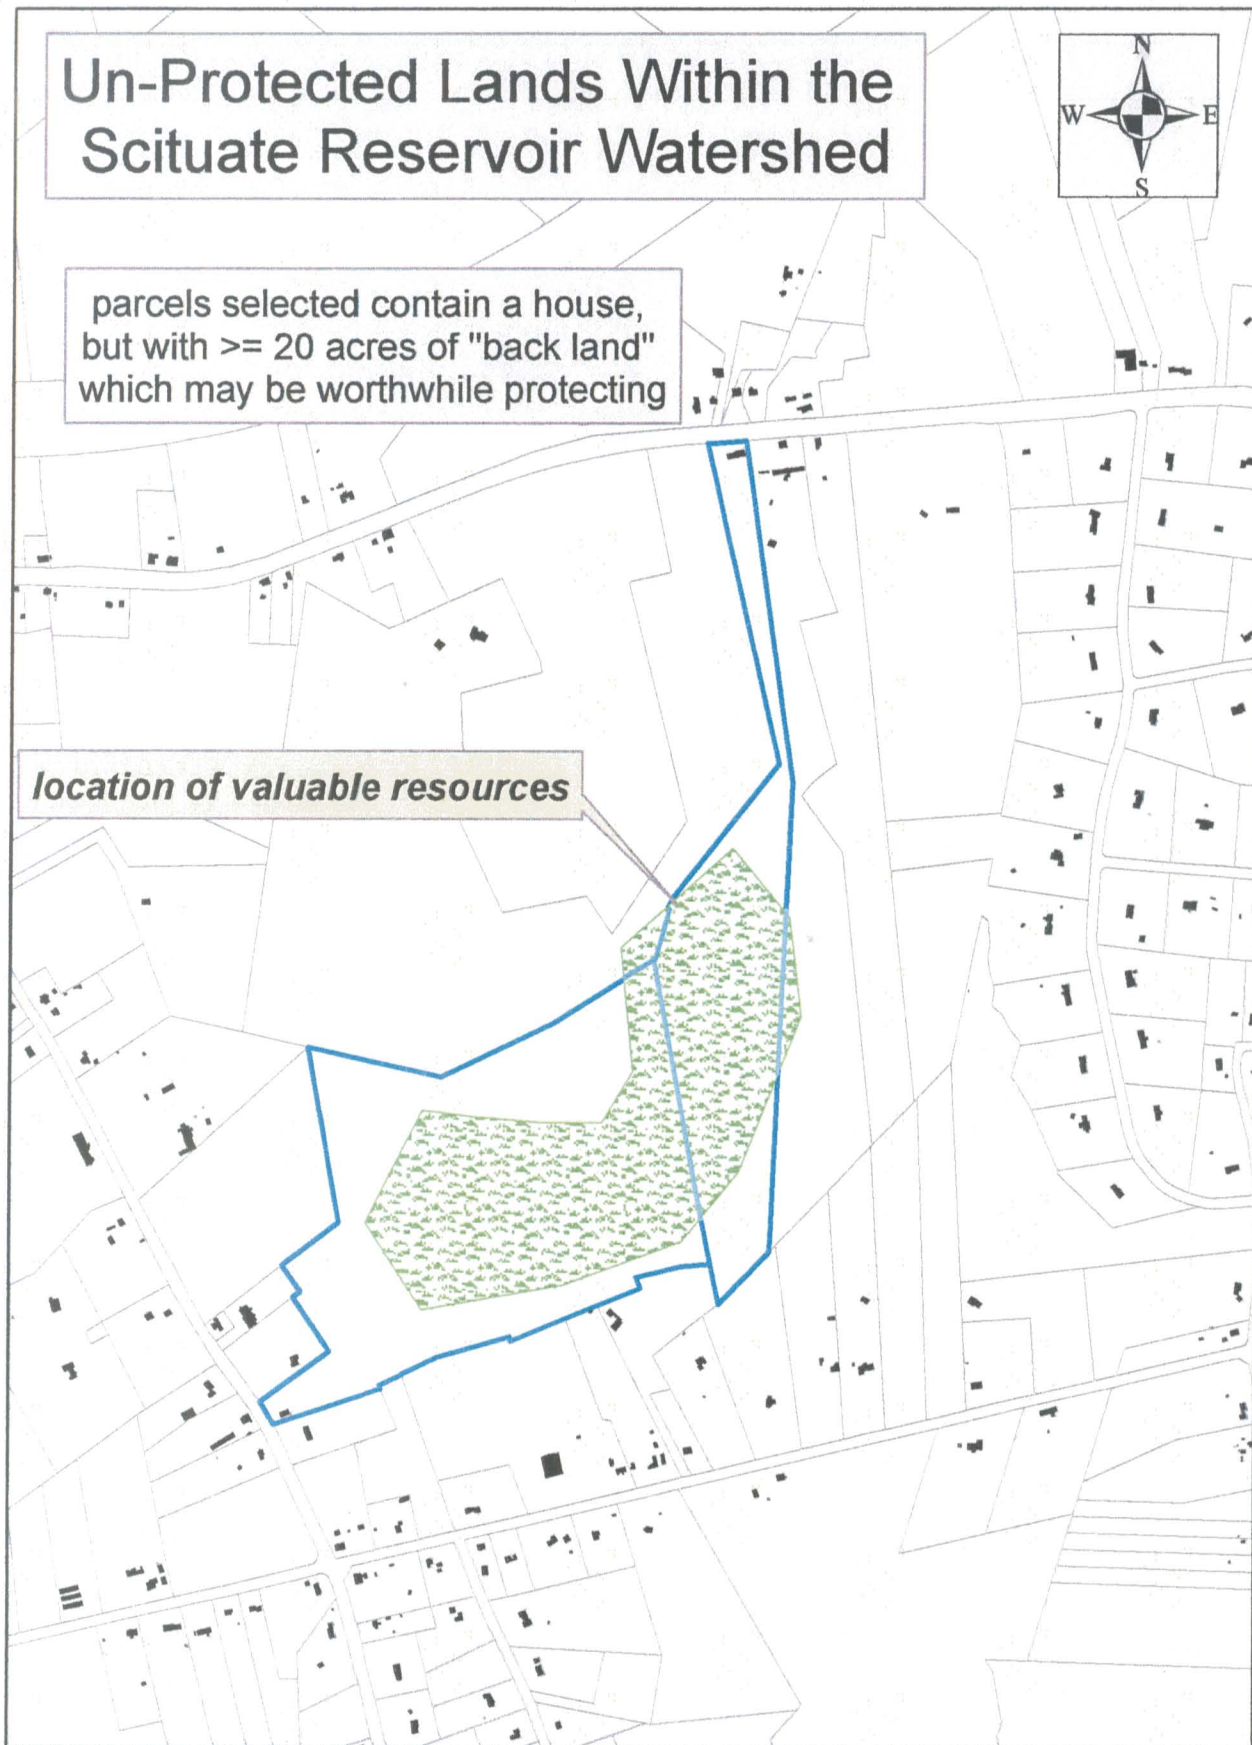 Un-Protected Lands Within the
Scituate Reservoir Watershed
N
W E
S
parcels selected contain a house,
but with >= 20 acres of "back land"
which may be worthwhile protecting
location of valuable resources